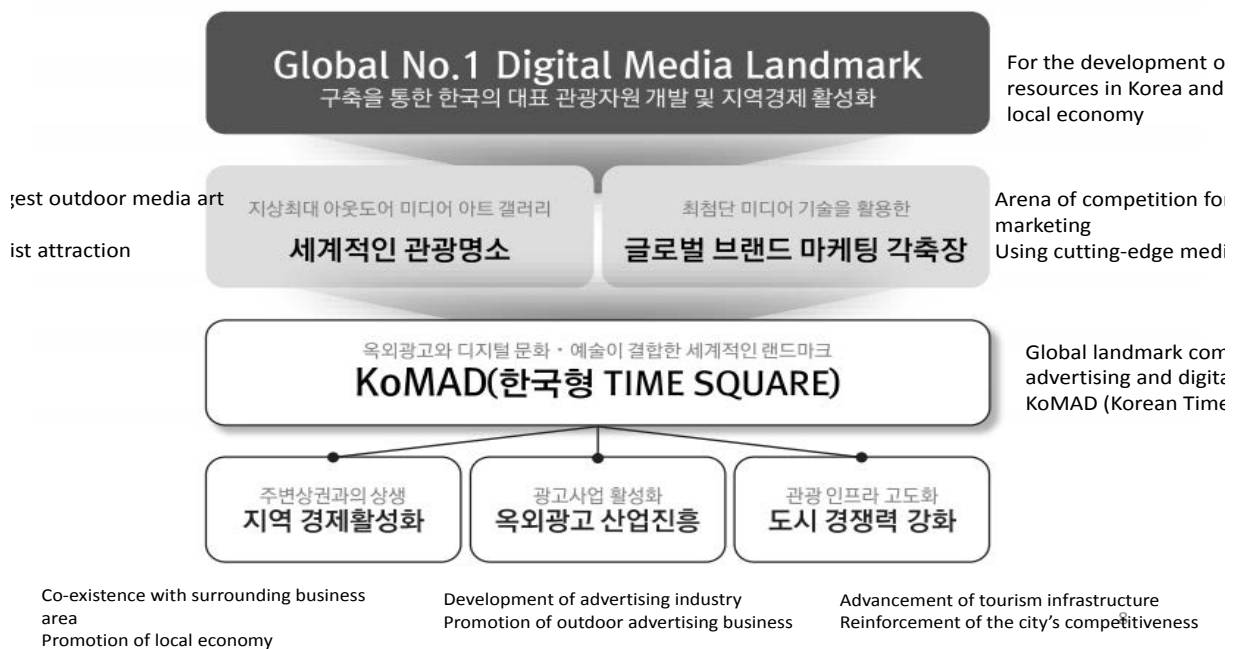 Global No.1 Digital Media Landmark
구축을 통한 한국의 대표 관광자원 개발 및 지역경제 활성화
For the development o
resources in Korea and
local economy
gest outdoor media art
ist attraction
지상최대 아웃도어 미디어 아트 갤러리
세계적인 관광명소
최첨단 미디어 기술을 활용한
글로벌 브랜드 마케팅 각축장
Arena of competition for
marketing
Using cutting-edge medi
옥외광고와 디지털 문화・예술이 결합한 세계적인 랜드마크
KoMAD(한국형 TIME SQUARE)
Global landmark com
advertising and digita
KoMAD (Korean Time
주변상권과의 상생
지역 경제활성화
광고사업 활성화
옥외광고 산업진흥
관광 인프라 고도화
도시 경쟁력 강화
Co-existence with surrounding business
area
Promotion of local economy
Development of advertising industry
Promotion of outdoor advertising business
Advancement of tourism infrastructure
Reinforcement of the city's competitiveness
8